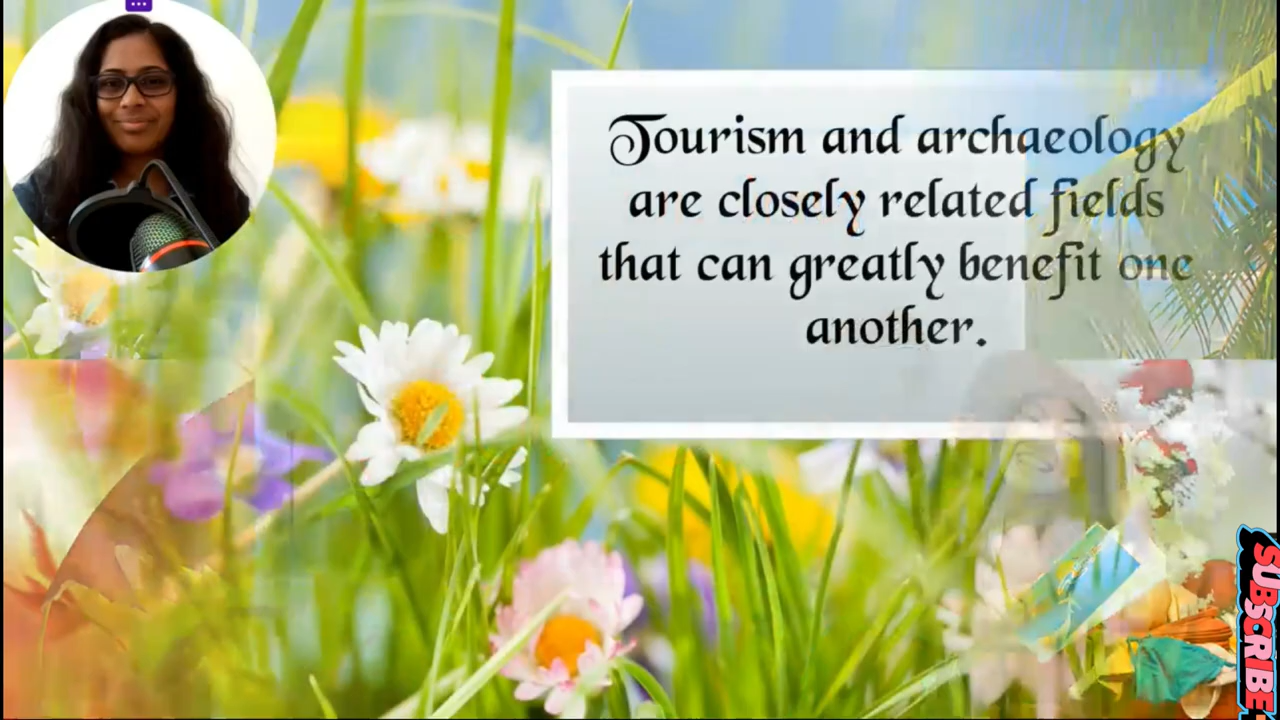 Tourism and archaeology
are closely related fields
that can greatly benefit one
another.
SUBSCRIBE